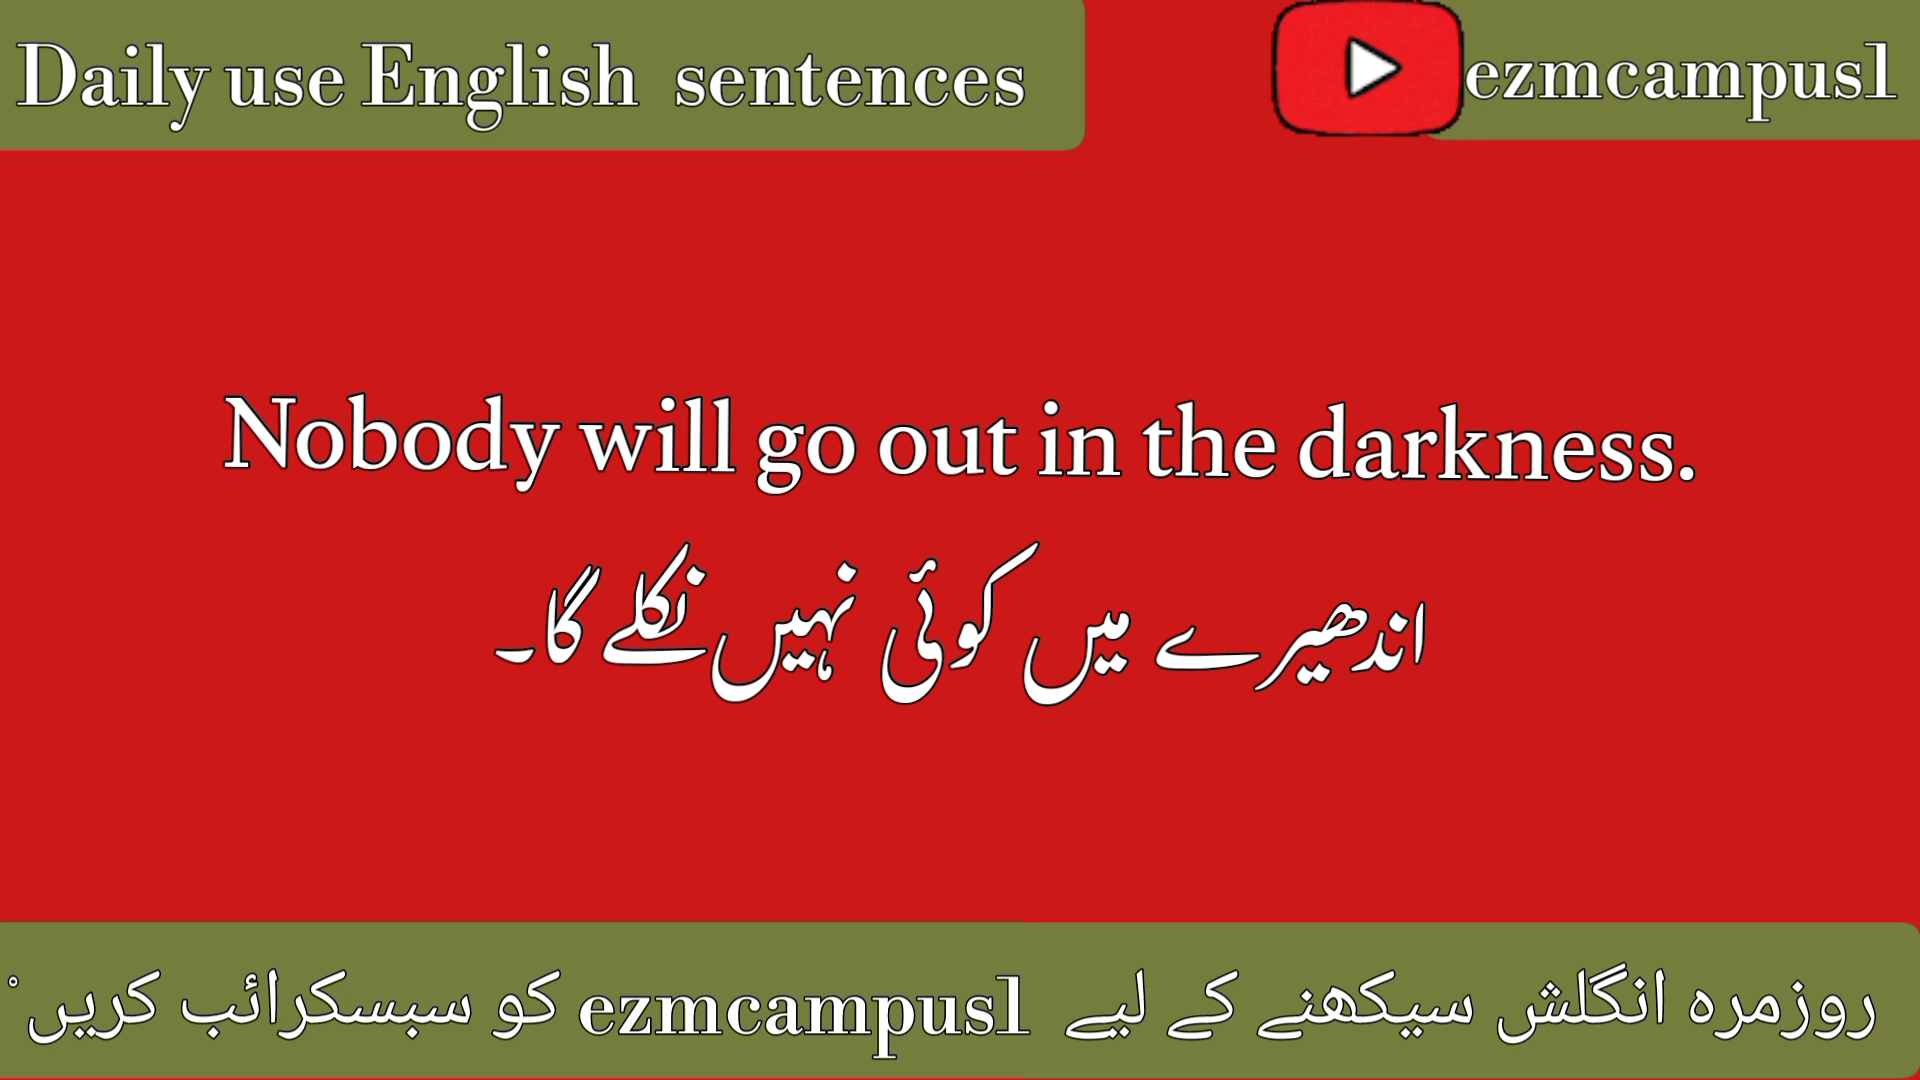 Daily use English sentences
ezmcampus1
Nobody will go out in the darkness.
اندھیرے میں کوئی نہیں نکلے گا۔
روزمرہ انگلش سیکھنے کے لیے ezmcampus1 کو سبسکرائب کریں ْ